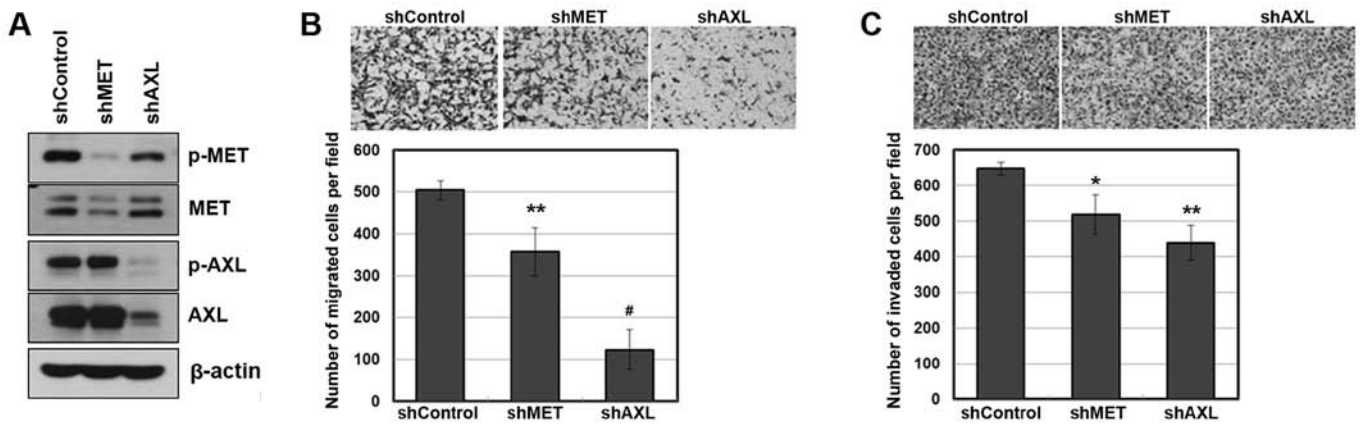 A
shControl
shMET
shAXL
p-MET
MET
p-AXL
AXL
β-actin
B
shControl shMET shAXL
Number of migrated cells per field
600
500
400
300
200
100
0
**
#
shControl shMET shAXL
C
shControl shMET shAXL
Number of invaded cells per field
700
600
500
400
300
200
100
0
*
**
shControl shMET shAXL